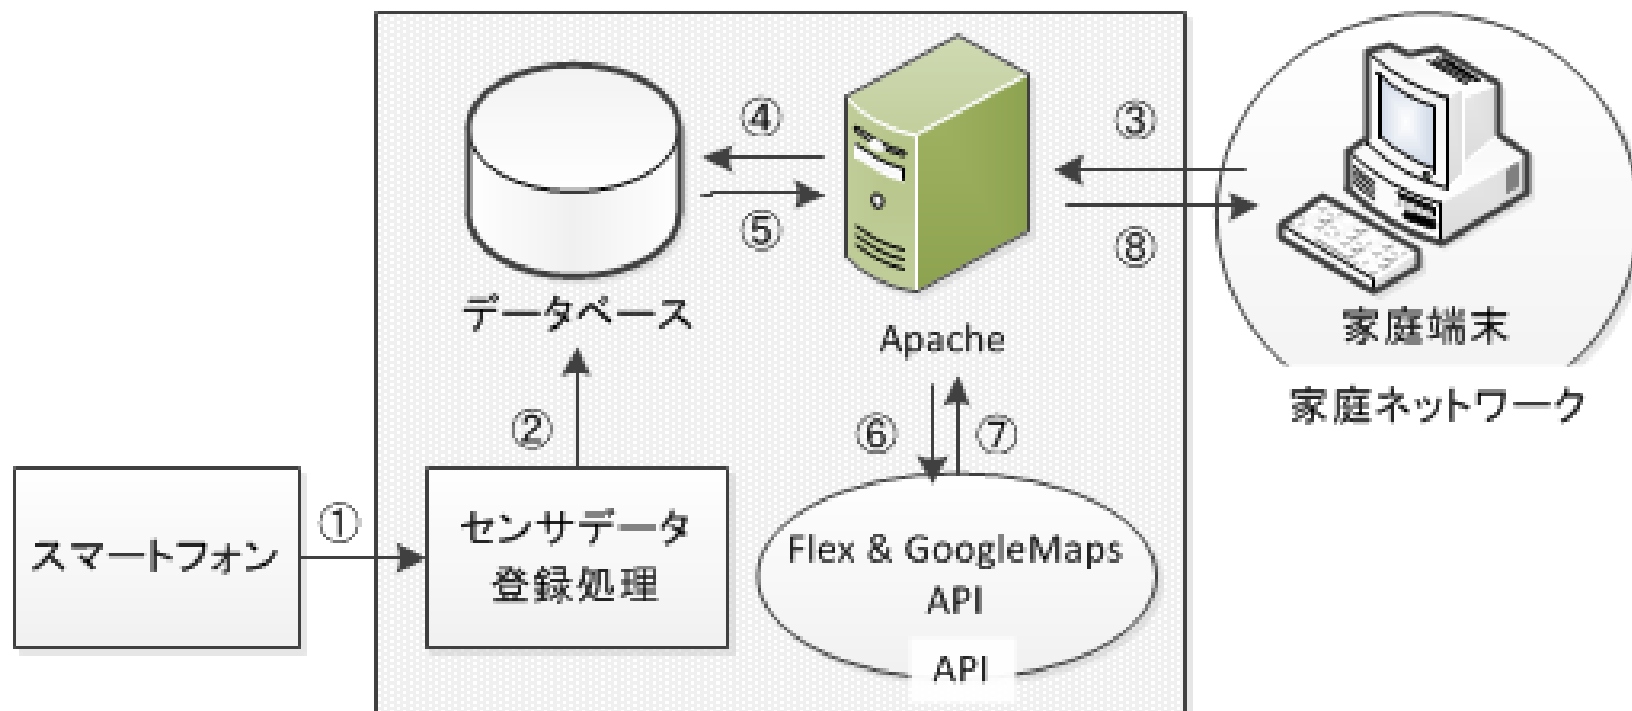 ④
③
⑤
⑧
データベース
Apache
家庭端末
家庭ネットワーク
②
⑥
⑦
スマートフォン
①
センサデータ
登録処理
Flex & GoogleMaps
API
API